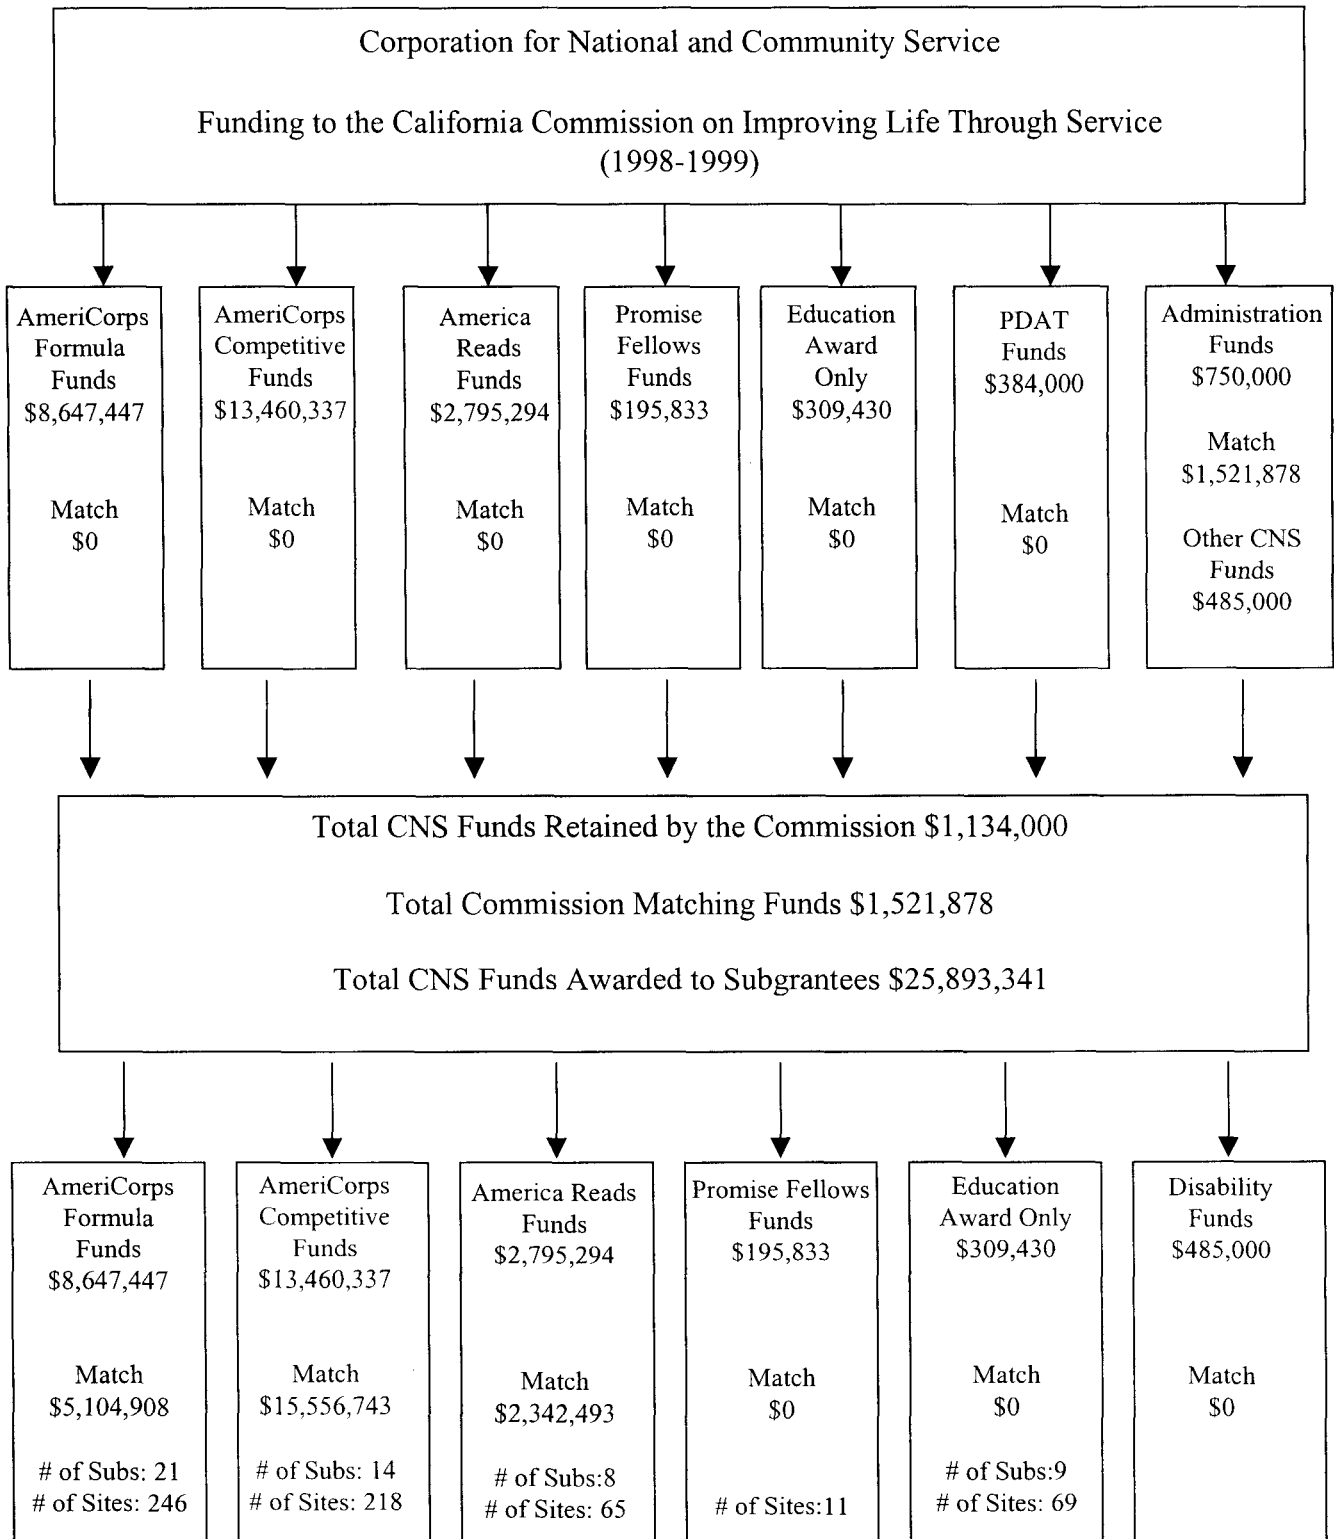 Corporation for National and Community Service
Funding to the California Commission on Improving Life Through Service
(1998-1999)
AmeriCorps
Formula
Funds
$8,647,447
Match
$0
AmeriCorps
Competitive
Funds
$13,460,337
Match
$0
America
Reads
Funds
$2,795,294
Match
$0
Promise
Fellows
Funds
$195,833
Match
$0
Education
Award
Only
$309,430
Match
$0
PDAT
Funds
$384,000
Match
$0
Administration
Funds
$750,000
Match
$1,521,878
Other CNS
Funds
$485,000
Total CNS Funds Retained by the Commission $1,134,000
Total Commission Matching Funds $1,521,878
Total CNS Funds Awarded to Subgrantees $25,893,341
AmeriCorps
Formula
Funds
$8,647,447
Match
$5,104,908
# of Subs: 21
# of Sites: 246
AmeriCorps
Competitive
Funds
$13,460,337
Match
$15,556,743
# of Subs: 14
# of Sites: 218
America Reads
Funds
$2,795,294
Match
$2,342,493
# of Subs:8
# of Sites: 65
Promise Fellows
Funds
$195,833
Match
$0
# of Sites:11
Education
Award Only
$309,430
Match
$0
# of Subs:9
# of Sites: 69
Disability
Funds
$485,000
Match
$0